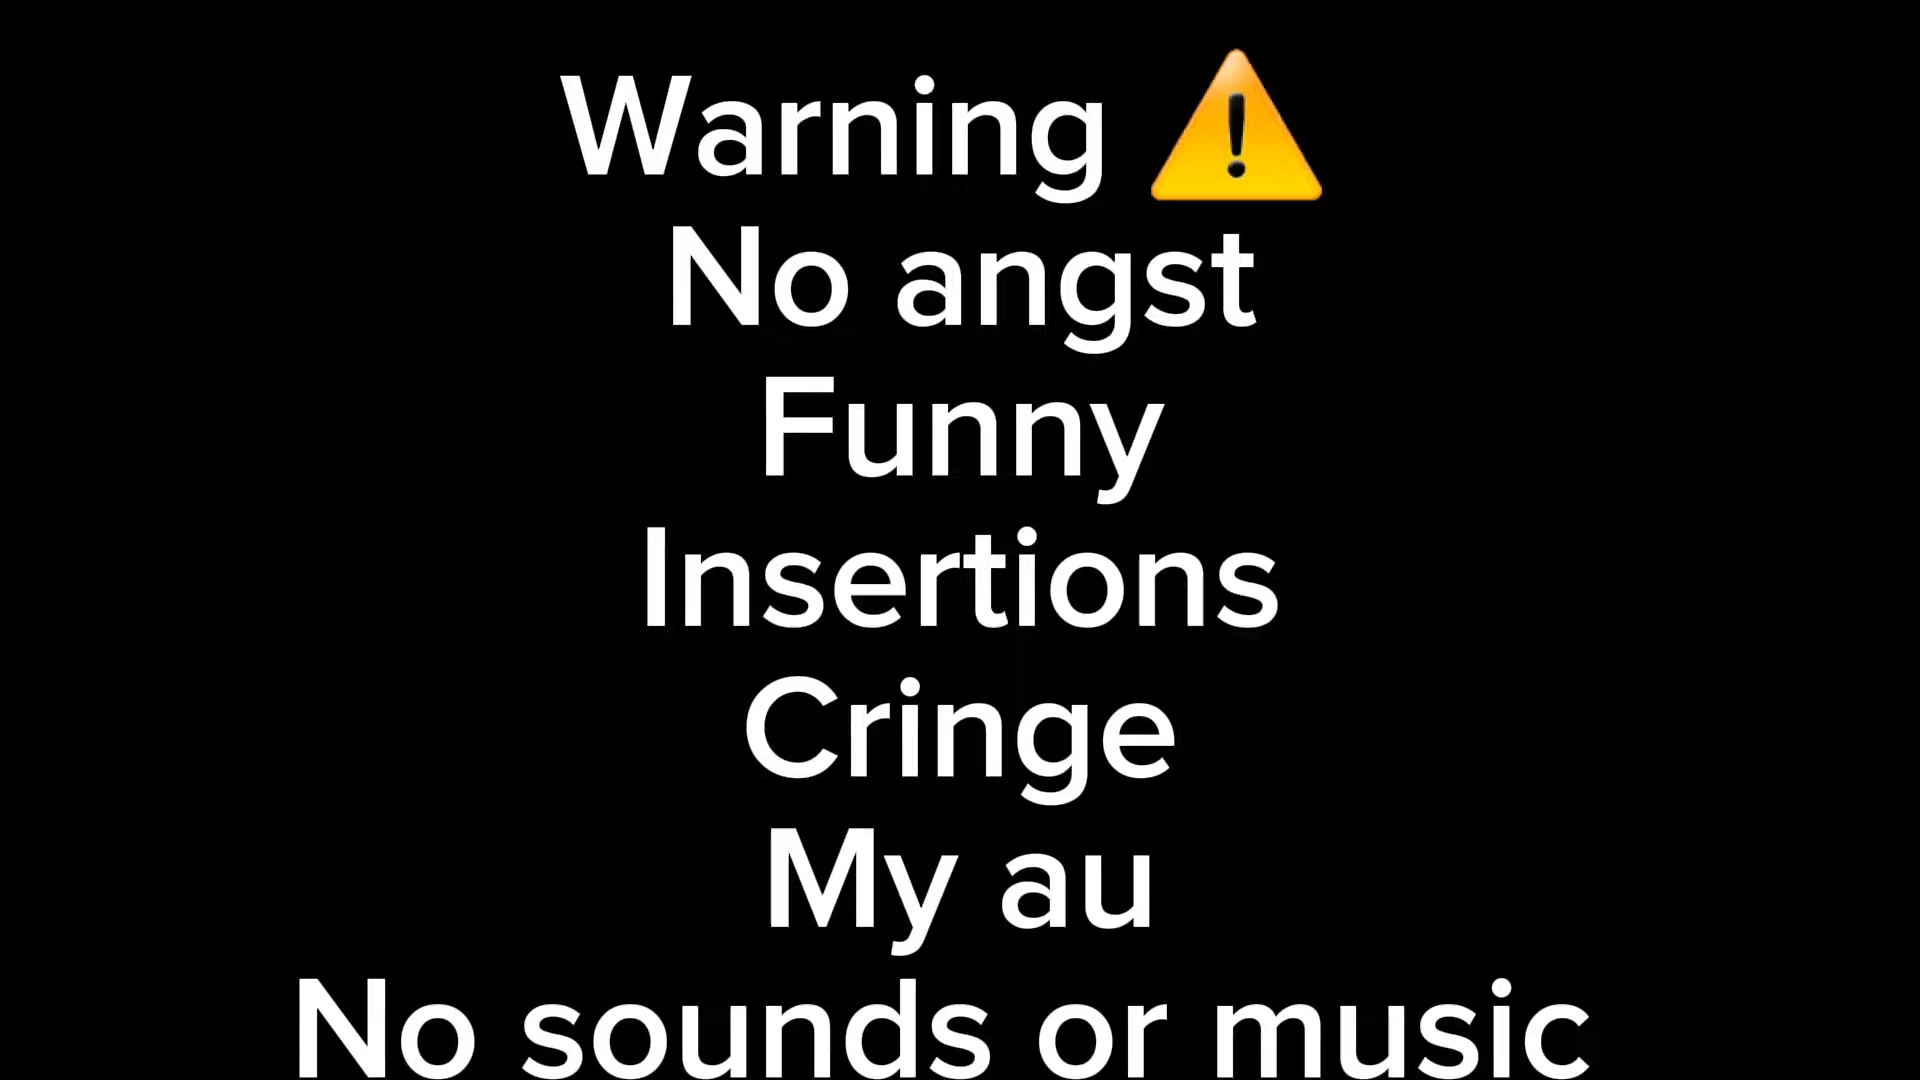 Warning ⚠️
No angst
Funny
Insertions
Cringe
My au
No sounds or music